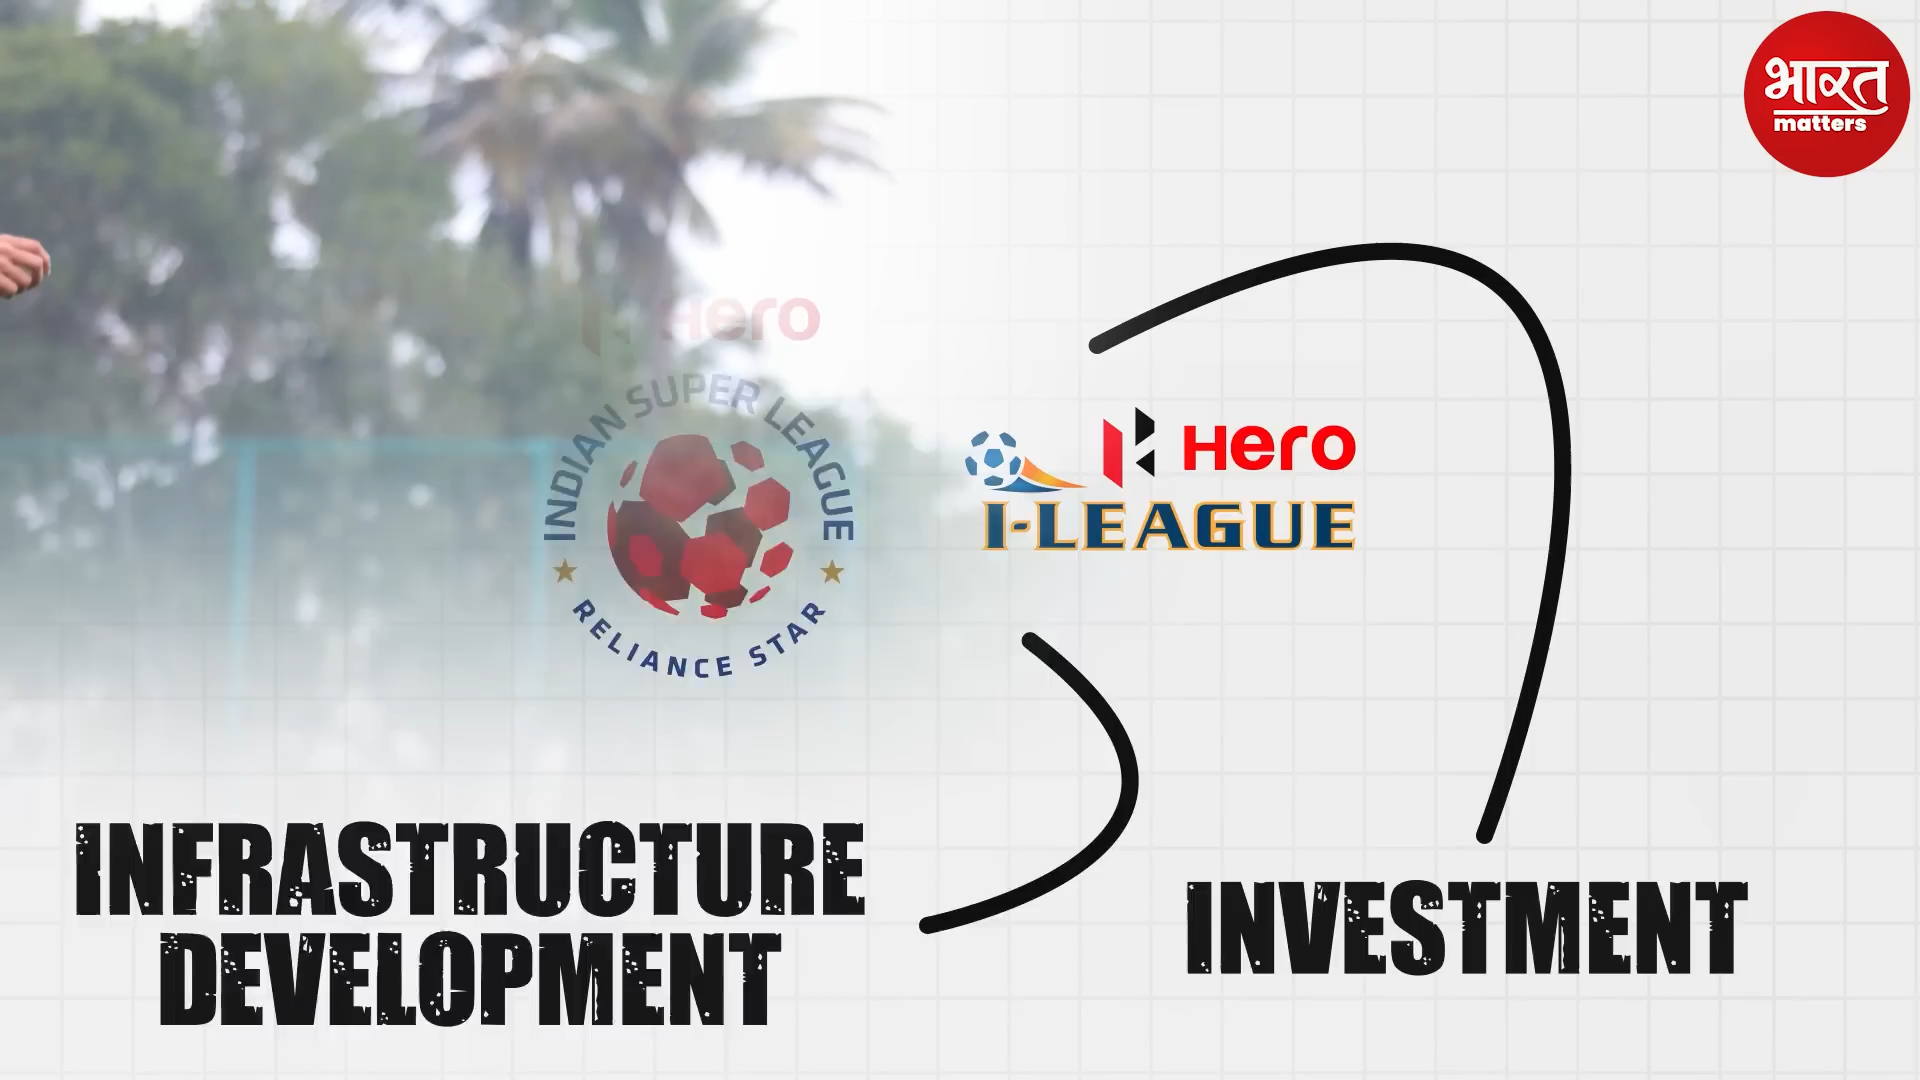 भारत
matters
Hero
INDIAN SUPER LEAGUE
RELIANCE STAR
Hero
I-LEAGUE
INFRASTRUCTURE
DEVELOPMENT
INVESTMENT